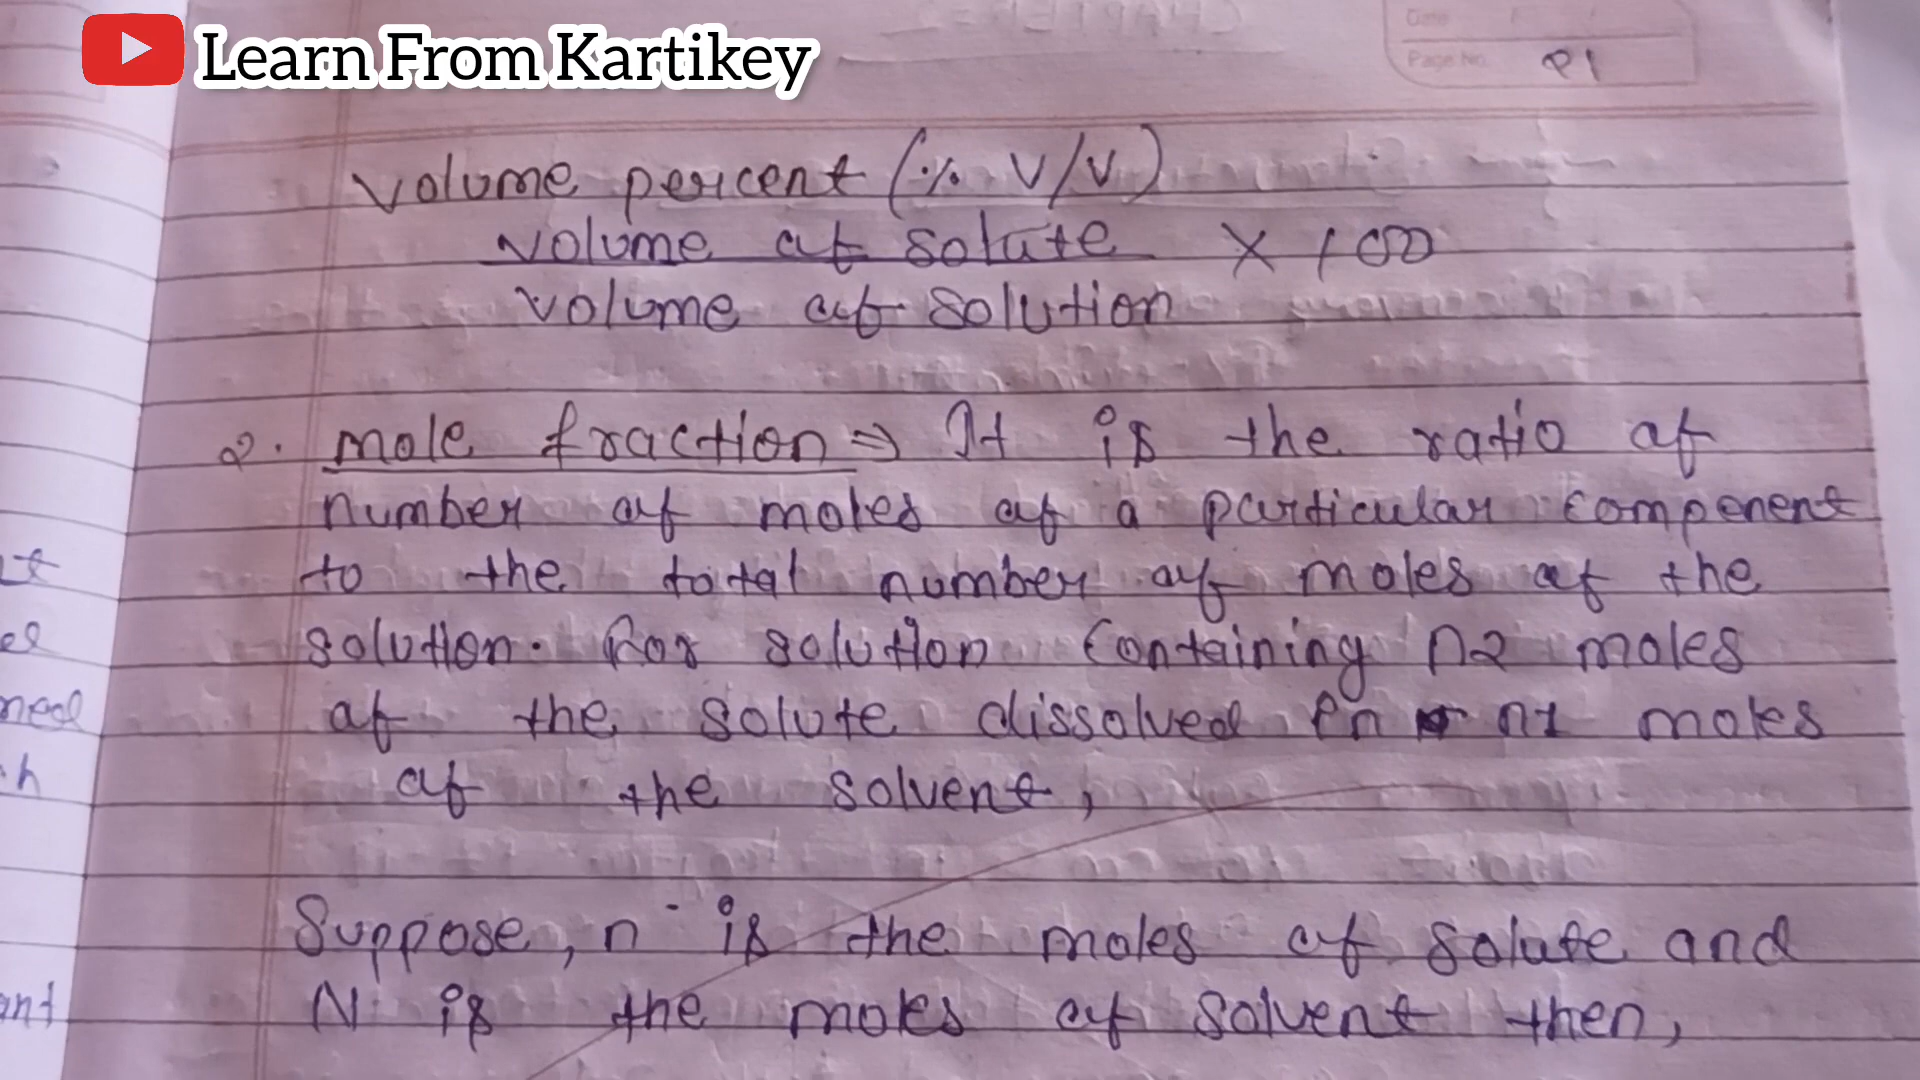 Learn From Kartikey
Date
Page No. P1
Volume percent (% V/V)
Volume of solute × 100
Volume of solution
2. mole fraction ⇒ It is the ratio of
number of moles of a particular component
to the total number of moles of the
solution. For solution containing n2 moles
of the solute dissolved in n1 moles
of the solvent,
Suppose, n is the moles of solute and
N is the moles of solvent then,